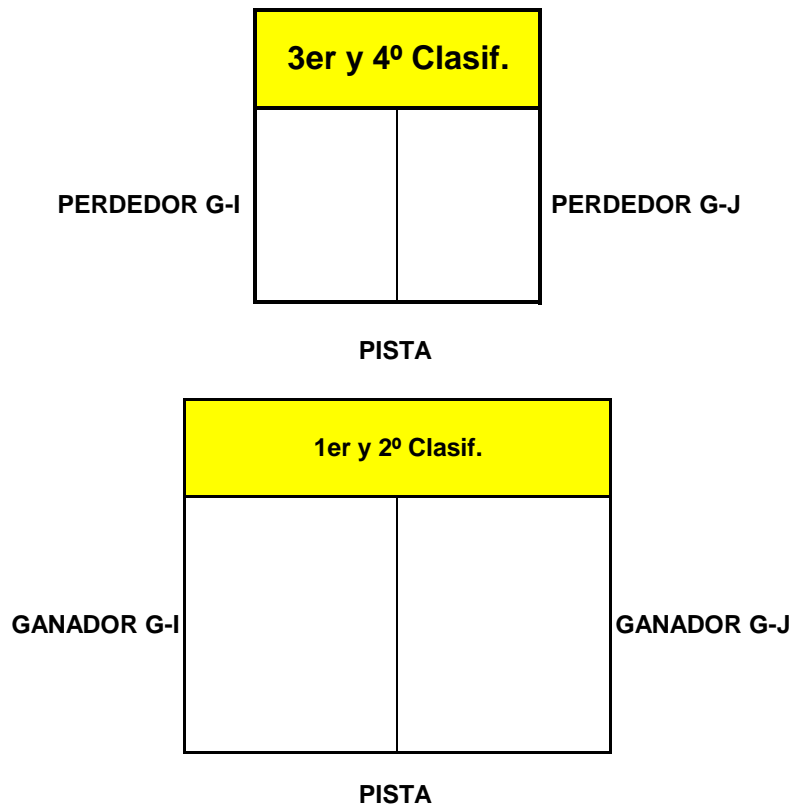 3er y 4º Clasif.
PERDEDOR G-I
PERDEDOR G-J
PISTA
1er y 2º Clasif.
GANADOR G-I
GANADOR G-J
PISTA